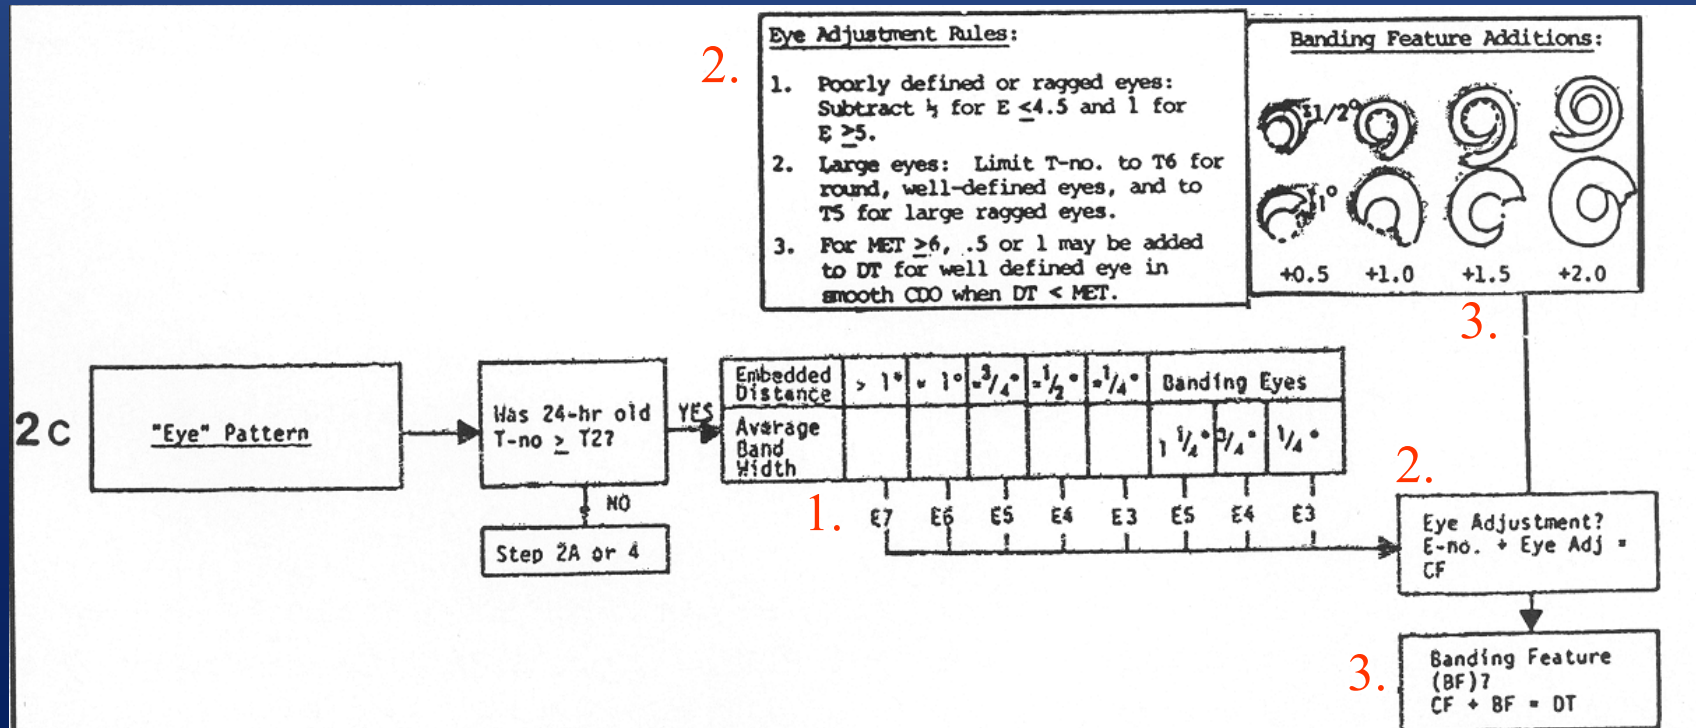 2.
Eye Adjustment Rules:
1. Poorly defined or ragged eyes:
Subtract ½ for E ≤4.5 and 1 for
E ≥5.
2. Large eyes: Limit T-no. to T6 for
round, well-defined eyes, and to
T5 for large ragged eyes.
3. For MET ≥6, .5 or 1 may be added
to DT for well defined eye in
smooth CDO when DT < MET.
Banding Feature Additions:
1/2°
1°
+0.5 +1.0 +1.5 +2.0
3.
2C
"Eye" Pattern
Has 24-hr old
T-no ≥ T2?
YES
NO
Step 2A or 4
Embedded
Distance
> 1° = 1° =3/4° =1/2° =1/4° Banding Eyes
Average
Band
Width
1 1/4° 3/4° 1/4°
1.
E7 E6 E5 E4 E3 E5 E4 E3
2.
Eye Adjustment?
E-no. + Eye Adj =
CF
3.
Banding Feature
(BF)?
CF + BF = DT